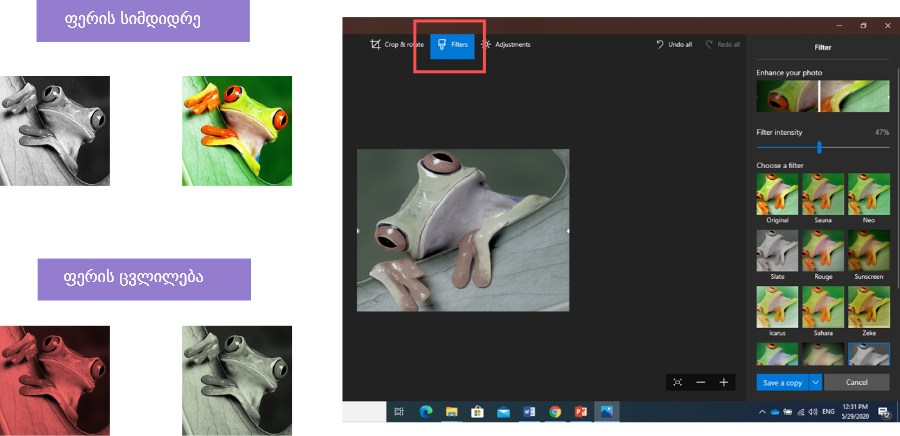 ფერის სიმდიდრე
ფერის ცვლილება
Crop & rotate
Filters
Adjustments
Undo all
Redo all
Filter
Enhance your photo
Filter intensity 47%
Choose a filter
Original Sauna Neo
Slate Rouge Sunscreen
Icarus Sahara Zeke
Save a copy Cancel
ENG
12:31 PM
5/29/2020